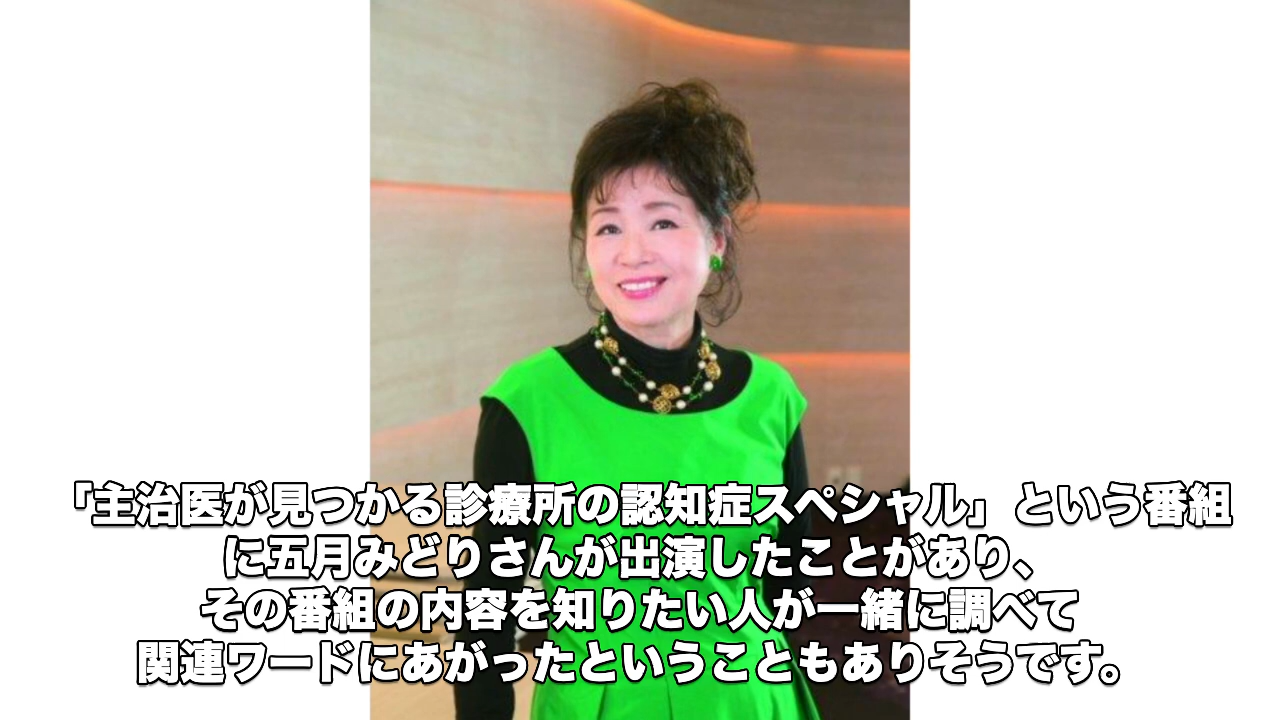 「主治医が見つかる診療所の認知症スペシャル」という番組
に五月みどりさんが出演したことがあり、
その番組の内容を知りたい人が一緒に調べて
関連ワードにあがったということもありそうです。